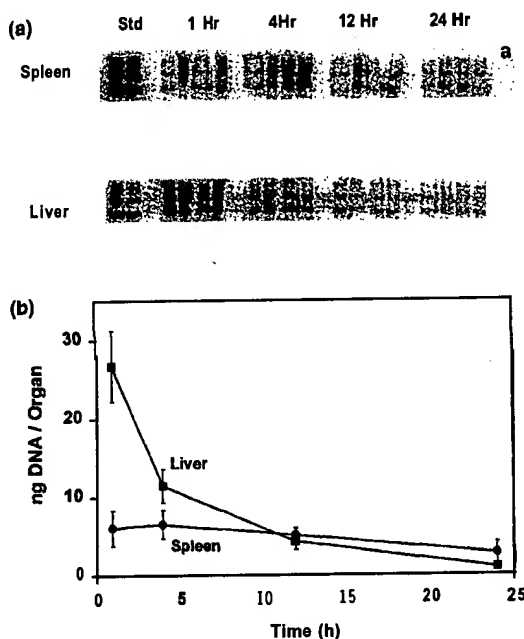 (a) Std 1 Hr 4Hr 12 Hr 24 Hr
Spleen a
Liver
(b)
ng DNA / Organ
30
20
10
0
Liver
Spleen
0 5 10 15 20 25
Time (h)